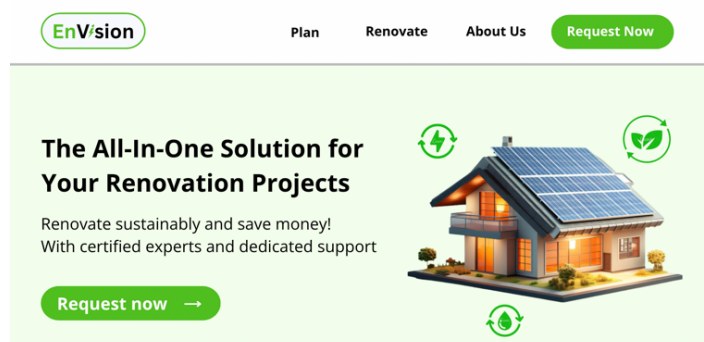 EnVision
Plan
Renovate
About Us
Request Now
The All-In-One Solution for
Your Renovation Projects
Renovate sustainably and save money!
With certified experts and dedicated support
Request now →